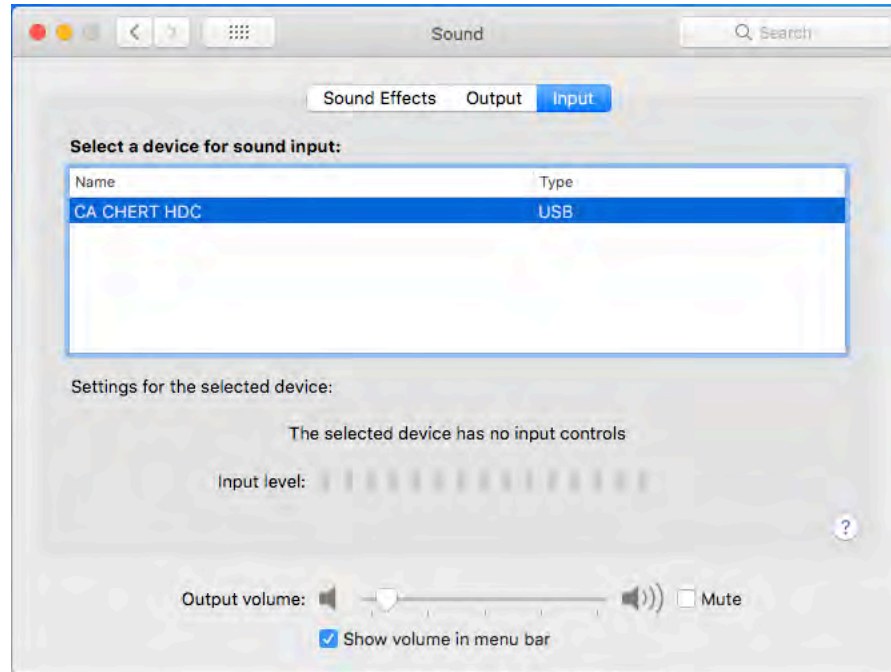 Sound
Search
Sound Effects Output Input
Select a device for sound input:
Name Type
CA CHERT HDC USB
Settings for the selected device:
The selected device has no input controls
Input level:
?
Output volume: Mute
Show volume in menu bar